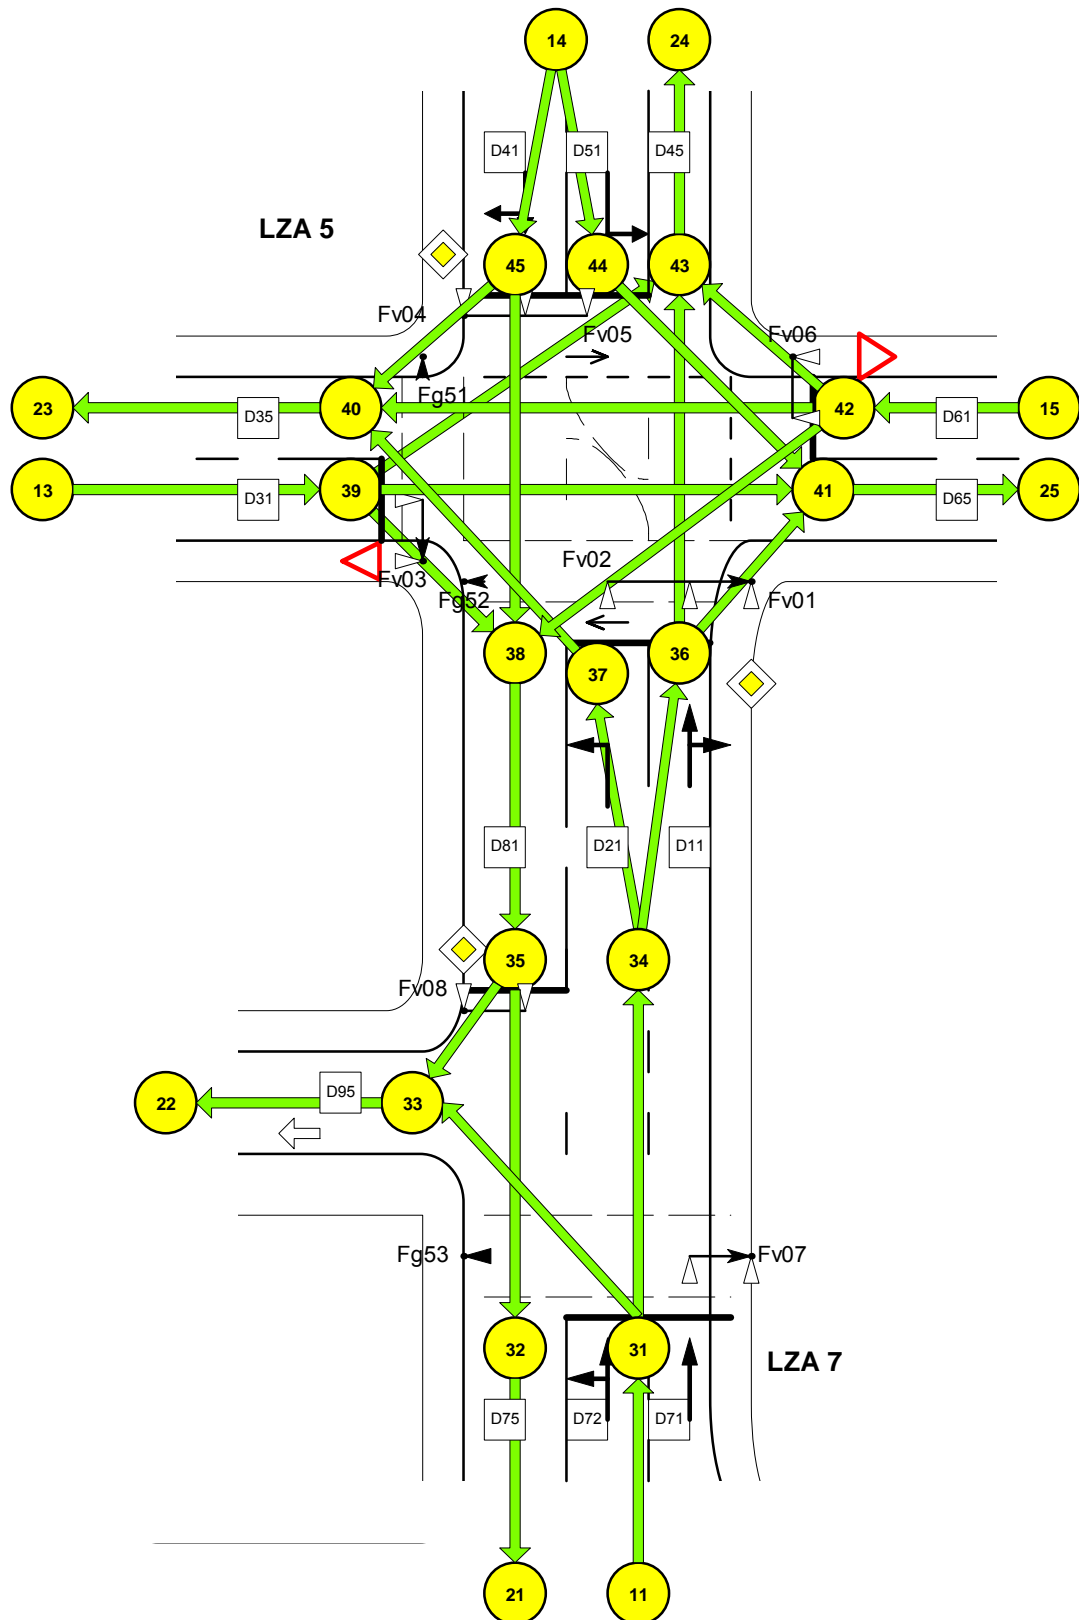 14 24
D41 D51 D45
LZA 5
45 44 43
Fv04 Fv05 Fv06
Fg51
23 D35 40 42 D61 15
13 D31 39 41 D65 25
Fv03 Fv02
Fg52 Fv01
38 37 36
D81 D21 D11
35 34
Fv08
22 D95 33
Fg53 Fv07
32 31 LZA 7
D75 D72 D71
21 11